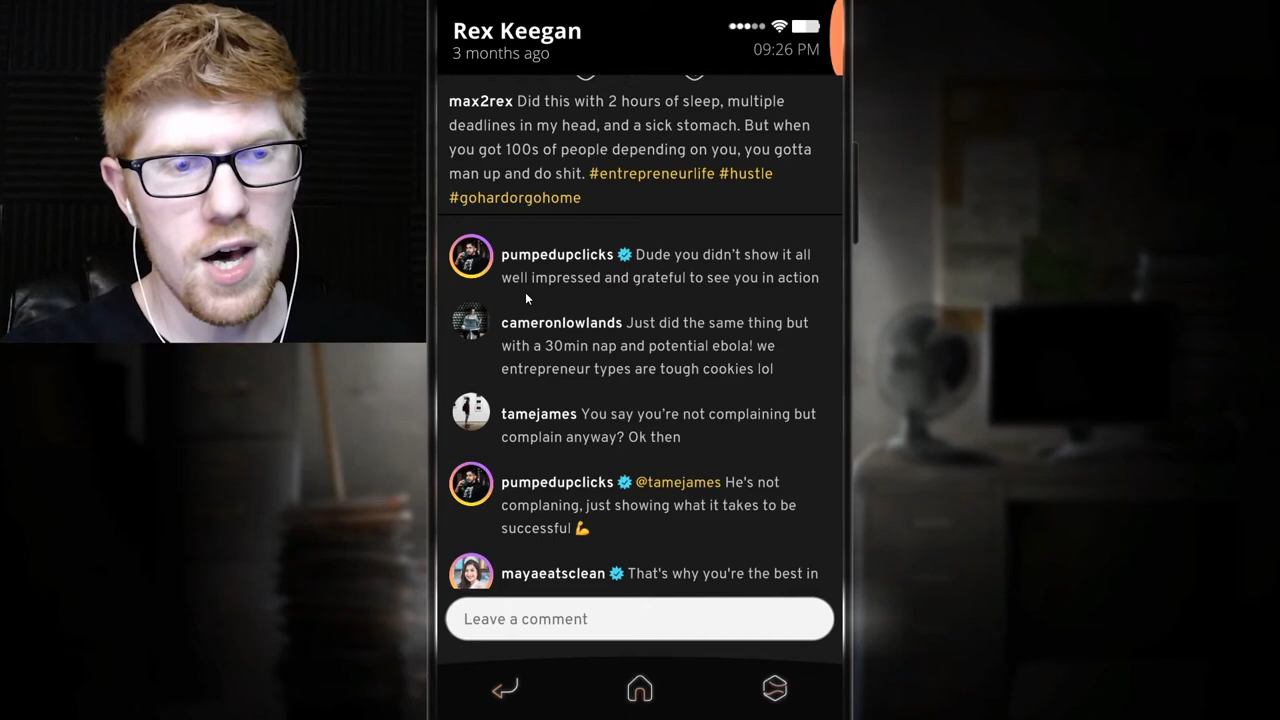 Rex Keegan
3 months ago
09:26 PM
max2rex Did this with 2 hours of sleep, multiple
deadlines in my head, and a sick stomach. But when
you got 100s of people depending on you, you gotta
man up and do shit. #entrepreneurlife #hustle
#gohardorgohome
pumpedupclicks Dude you didn't show it all
well impressed and grateful to see you in action
cameronlowlands Just did the same thing but
with a 30min nap and potential ebola! we
entrepreneur types are tough cookies lol
tamejames You say you're not complaining but
complain anyway? Ok then
pumpedupclicks @tamejames He's not
complaning, just showing what it takes to be
successful 💪
mayaeatsclean That's why you're the best in
Leave a comment